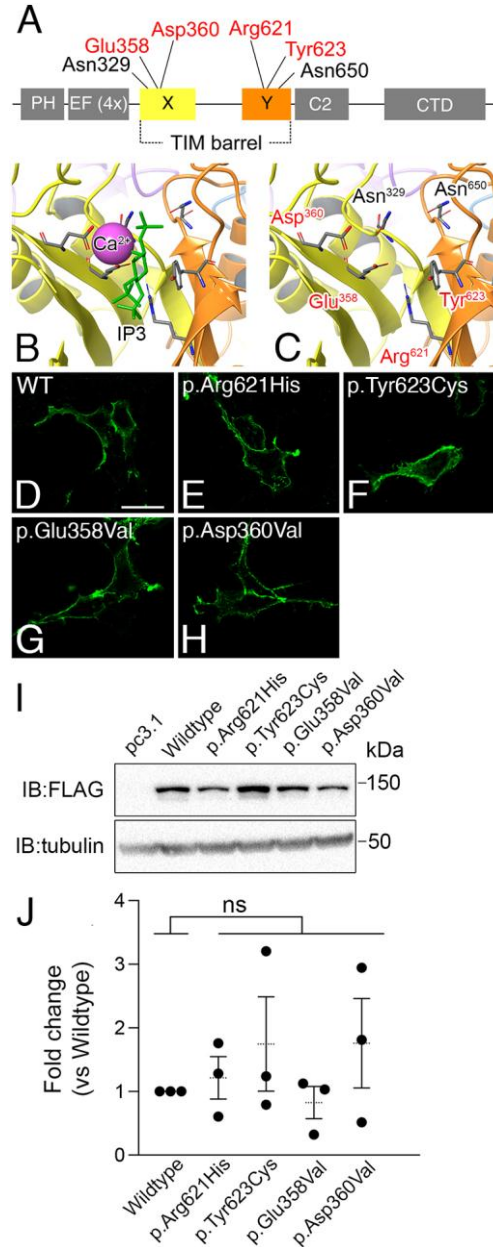 A
Asp360
Arg621
Glu358
Tyr623
Asn329
Asn650
PH
EF (4x)
X
Y
C2
CTD
TIM barrel
Ca2+
IP3
B
Asn329
Asn650
Asp360
Glu358
Tyr623
Arg621
C
WT
D
p.Arg621His
E
p.Tyr623Cys
F
p.Glu358Val
G
p.Asp360Val
H
I
pc3.1
Wildtype
p.Arg621His
p.Tyr623Cys
p.Glu358Val
p.Asp360Val
kDa
IB:FLAG
-150
IB:tubulin
-50
J
ns
Fold change
(vs Wildtype)
4
3
2
1
0
Wildtype
p.Arg621His
p.Tyr623Cys
p.Glu358Val
p.Asp360Val